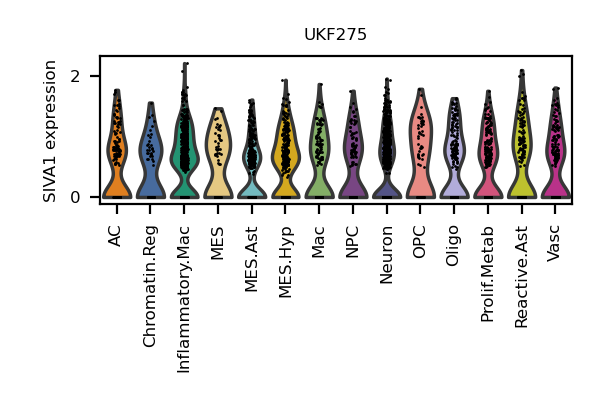 UKF275
SIVA1 expression
2
0
AC
Chromatin.Reg
Inflammatory.Mac
MES
MES.Ast
MES.Hyp
Mac
NPC
Neuron
OPC
Oligo
Prolif.Metab
Reactive.Ast
Vasc